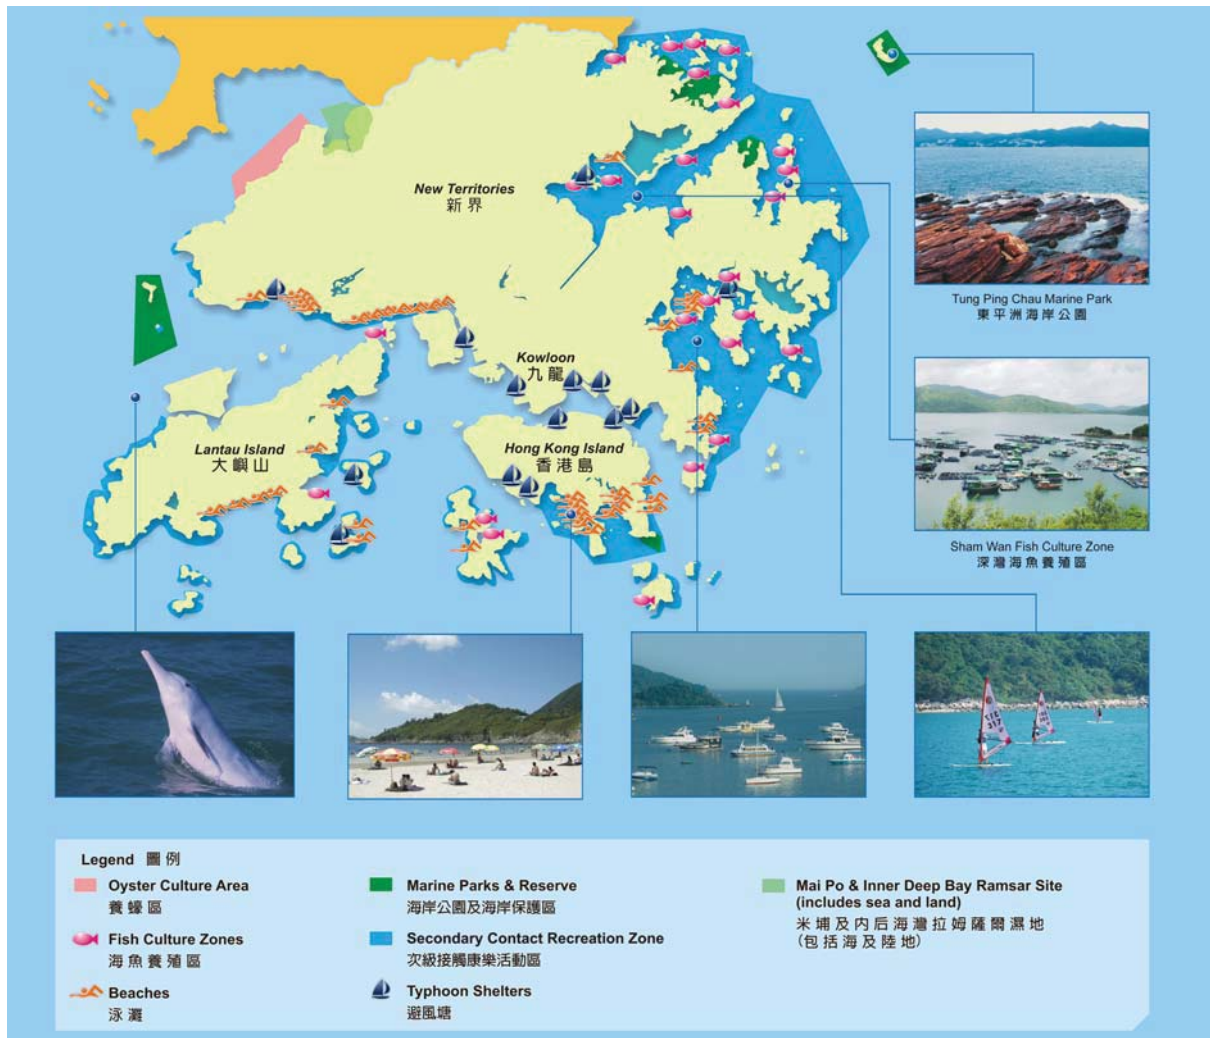 New Territories
新界
Kowloon
九龍
Lantau Island
大嶼山
Hong Kong Island
香港島
Tung Ping Chau Marine Park
東平洲海岸公園
Sham Wan Fish Culture Zone
深灣海魚養殖區
Legend 圖例
Oyster Culture Area
養蠔區
Fish Culture Zones
海魚養殖區
Beaches
泳灘
Marine Parks & Reserve
海岸公園及海岸保護區
Secondary Contact Recreation Zone
次級接觸康樂活動區
Typhoon Shelters
避風塘
Mai Po & Inner Deep Bay Ramsar Site
(includes sea and land)
米埔及内后海灣拉姆薩爾濕地
(包括海及陸地)